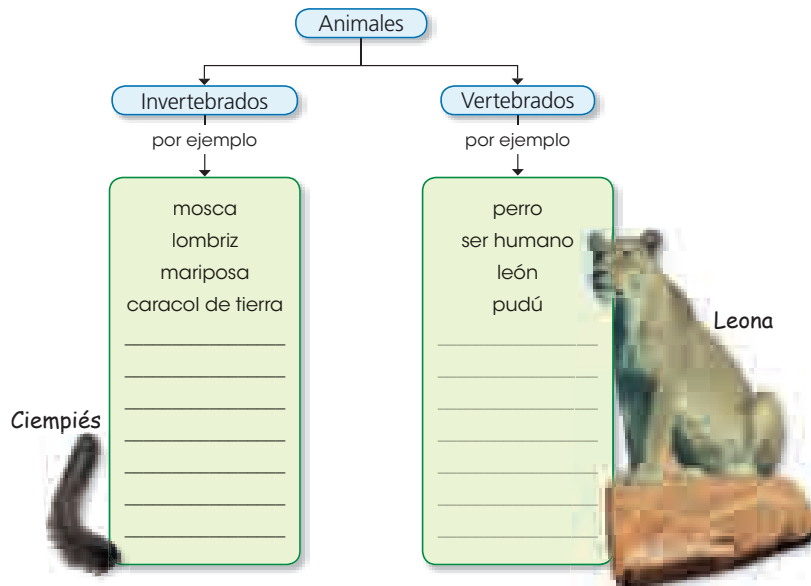 Animales
Invertebrados
Vertebrados
por ejemplo
por ejemplo
mosca
lombriz
mariposa
caracol de tierra
perro
ser humano
león
pudú
Leona
Ciempiés